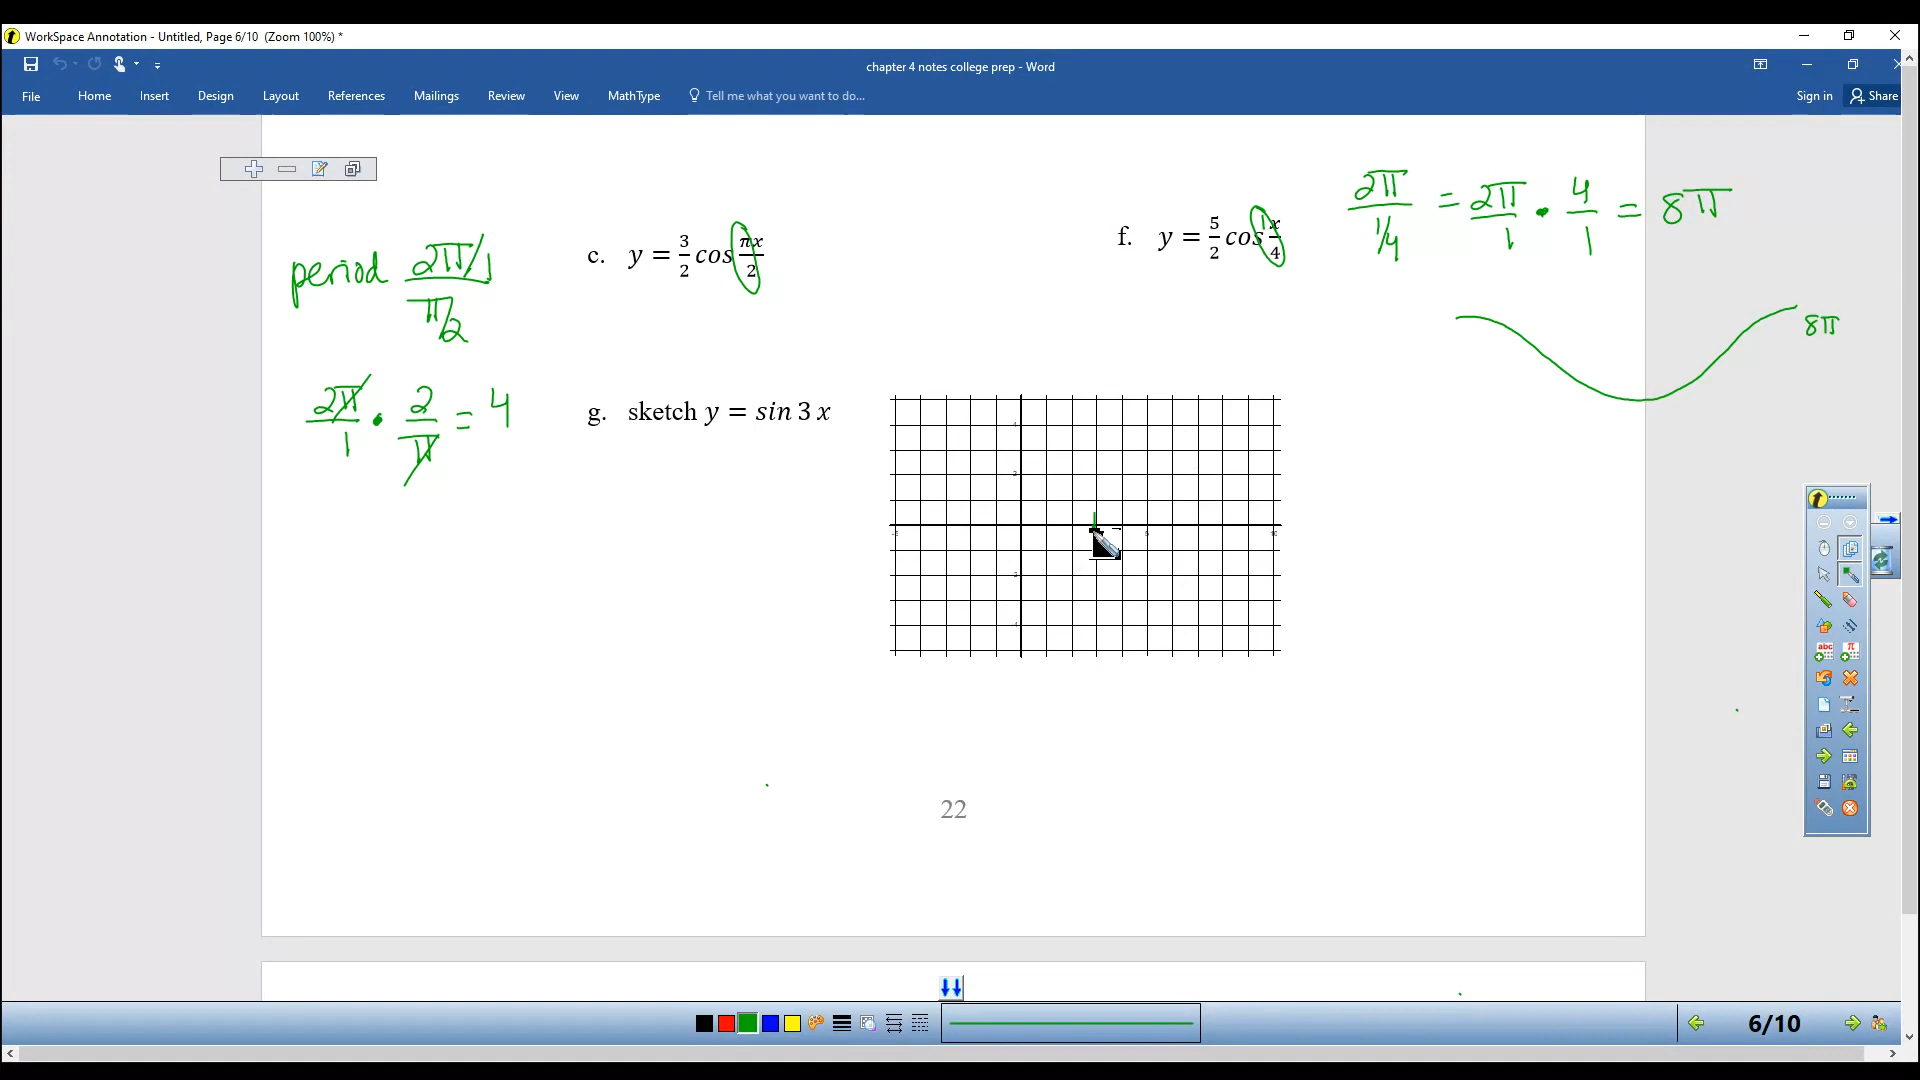 WorkSpace Annotation - Untitled, Page 6/10 (Zoom 100%) *
chapter 4 notes college prep - Word
File Home Insert Design Layout References Mailings Review View MathType Tell me what you want to do... Sign in Share
c. y = 3/2 cos πx/2
f. y = 5/2 cos 1x/4
2π / 1/4 = 2π/1 · 4/1 = 8π
period 2π/1 / π/2
8π
2π/1 · 2/π = 4
g. sketch y = sin 3 x
22
abc π
6/10